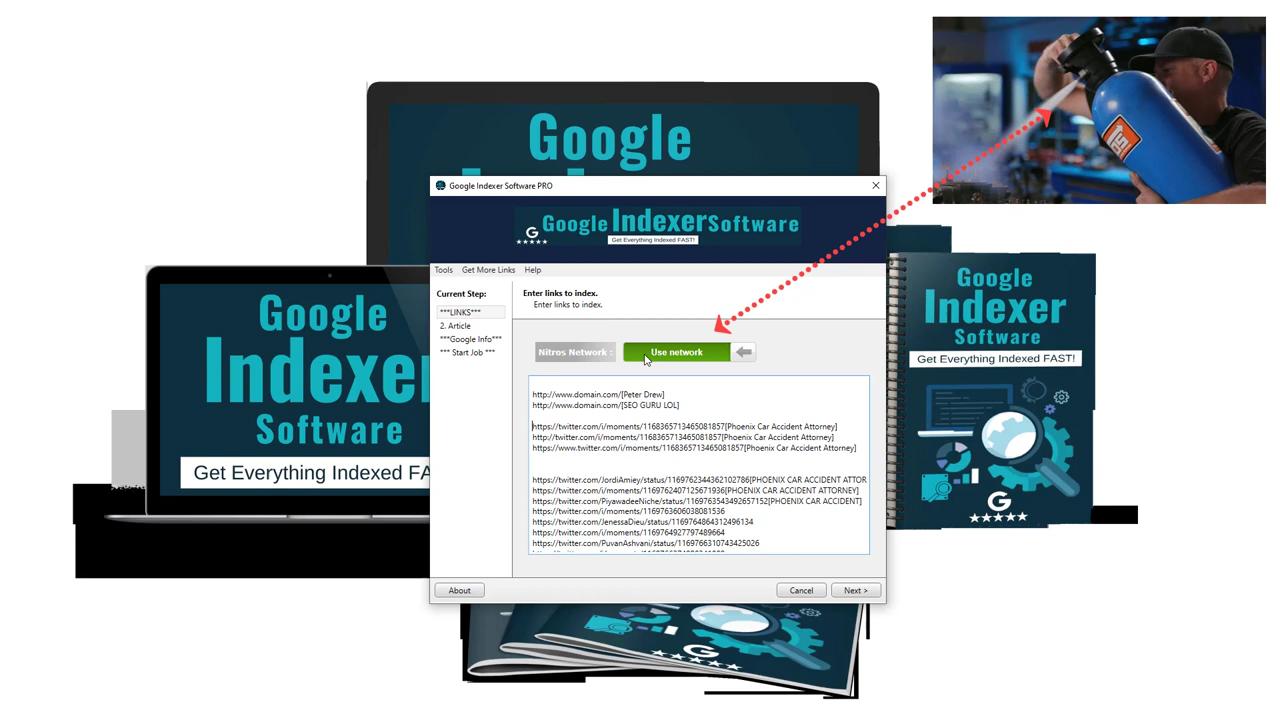 Google
Google Indexer Software PRO
Google Indexer Software
G
★★★★★
Get Everything Indexed FAST!
Tools Get More Links Help
Current Step:
***LINKS***
2. Article
***Google Info***
*** Start Job ***
Enter links to index.
Enter links to index.
Nitros Network :
Use network
http://www.domain.com/[Peter Drew]
http://www.domain.com/[SEO GURU LOL]
https://twitter.com/i/moments/1168365713465081857[Phoenix Car Accident Attorney]
http://twitter.com/i/moments/1168365713465081857[Phoenix Car Accident Attorney]
https://www.twitter.com/i/moments/1168365713465081857[Phoenix Car Accident Attorney]
https://twitter.com/JordiAmiey/status/1169762344362102786[PHOENIX CAR ACCIDENT ATTOR
https://twitter.com/i/moments/1169762407125671936[PHOENIX CAR ACCIDENT ATTORNEY]
https://twitter.com/PiyawadeeNiche/status/1169763543492657152[PHOENIX CAR ACCIDENT]
https://twitter.com/i/moments/1169763606038081536
https://twitter.com/JenessaDieu/status/1169764864312496134
https://twitter.com/i/moments/1169764927797489664
https://twitter.com/PuvanAshvani/status/1169766310743425026
About
Cancel
Next >
Google
Indexer
Software
Get Everything Indexed FA
Google
Indexer
Software
Get Everything Indexed FAST!
G
★★★★★
G
★★★★★